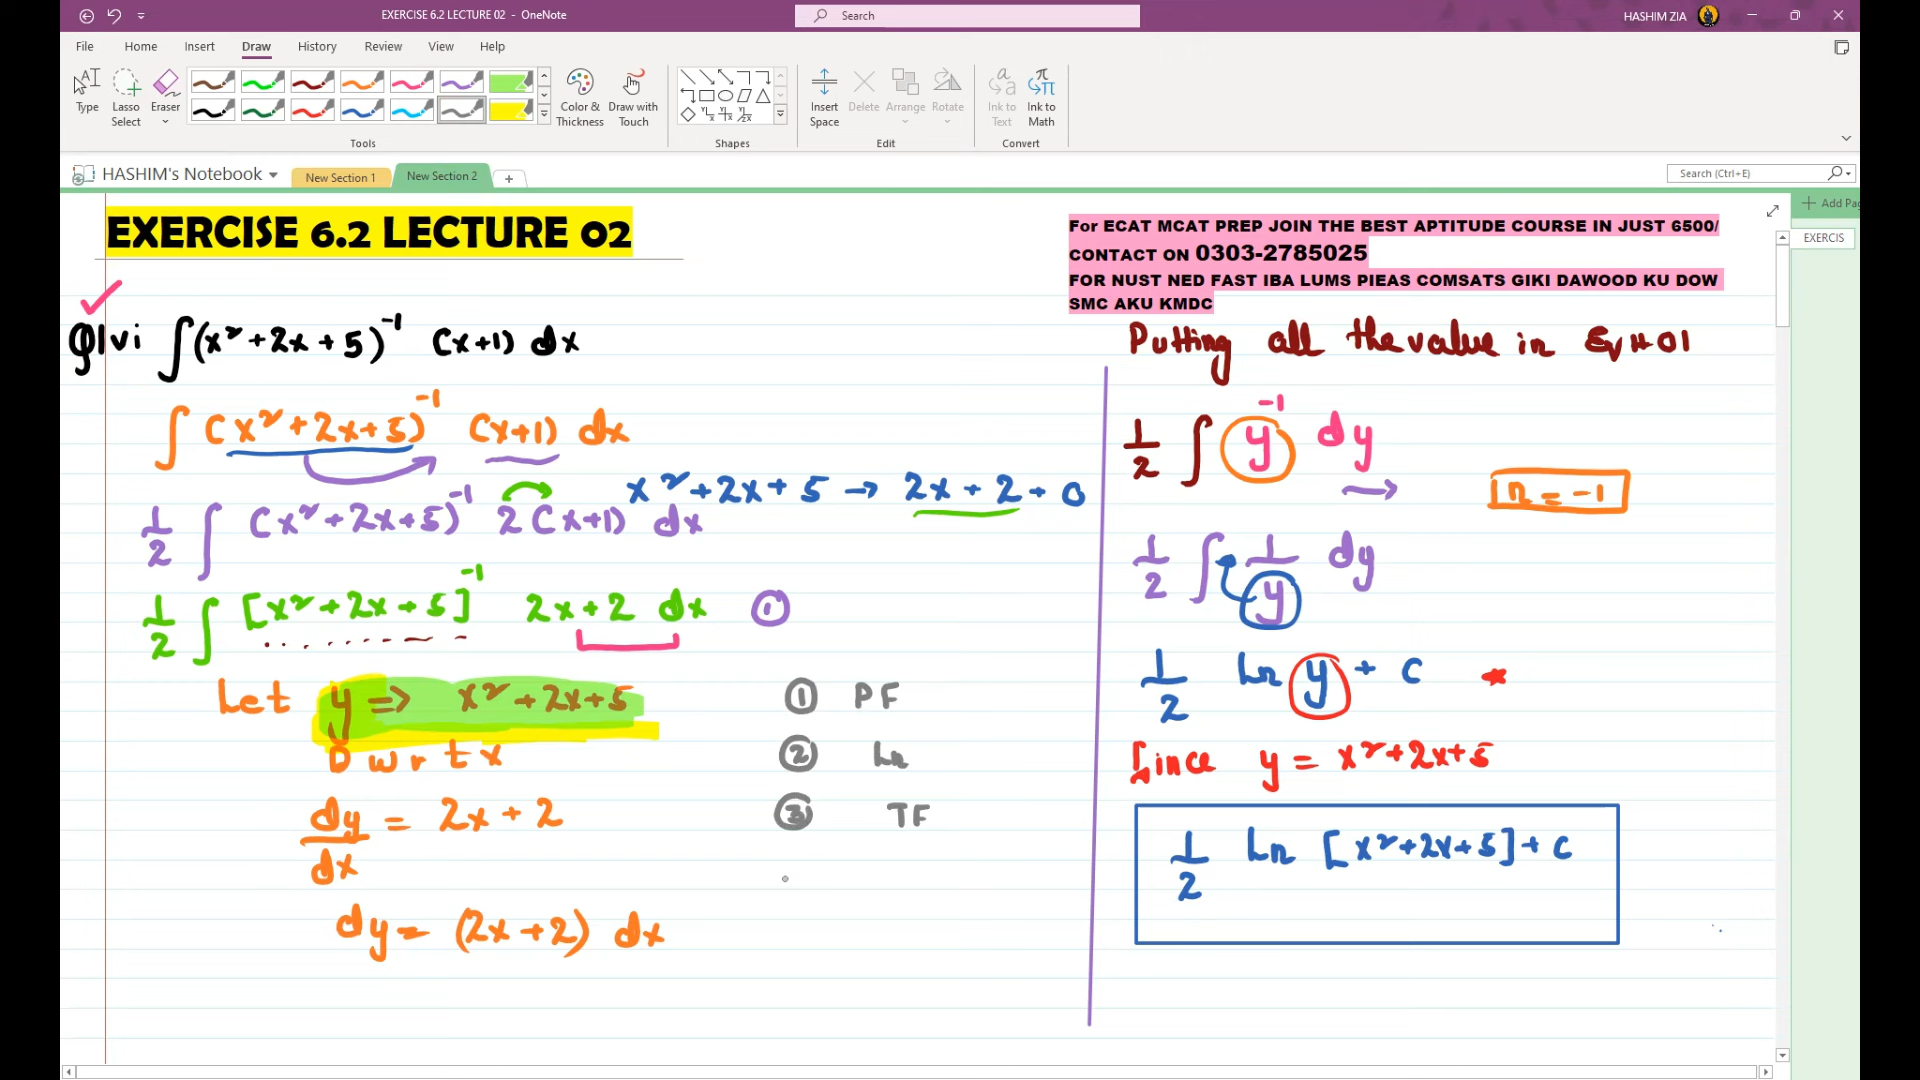 EXERCISE 6.2 LECTURE 02 - OneNote
Search
HASHIM ZIA
File Home Insert Draw History Review View Help
Type
Lasso Select
Eraser
Color & Thickness
Draw with Touch
Insert Space
Delete
Arrange
Rotate
Ink to Text
Ink to Math
Tools
Shapes
Edit
Convert
HASHIM's Notebook
New Section 1
New Section 2
Search (Ctrl+E)
Add Pag
EXERCIS
EXERCISE 6.2 LECTURE 02
For ECAT MCAT PREP JOIN THE BEST APTITUDE COURSE IN JUST 6500/
CONTACT ON 0303-2785025
FOR NUST NED FAST IBA LUMS PIEAS COMSATS GIKI DAWOOD KU DOW
SMC AKU KMDC
Q1vi ∫(x²+2x+5)⁻¹ (x+1) dx
∫ (x²+2x+5)⁻¹ (x+1) dx
x²+2x+5 → 2x+2+0
1/2 ∫ (x²+2x+5)⁻¹ 2(x+1) dx
1/2 ∫ [x²+2x+5]⁻¹ 2x+2 dx ①
Let y => x²+2x+5
D w r t x
dy/dx = 2x+2
dy = (2x+2) dx
① PF
② Ln
③ TF
Putting all the value in Eq # 01
1/2 ∫ y⁻¹ dy
n = -1
1/2 ∫ 1/y dy
1/2 Ln y + c *
Since y = x²+2x+5
1/2 Ln [x²+2x+5] + c